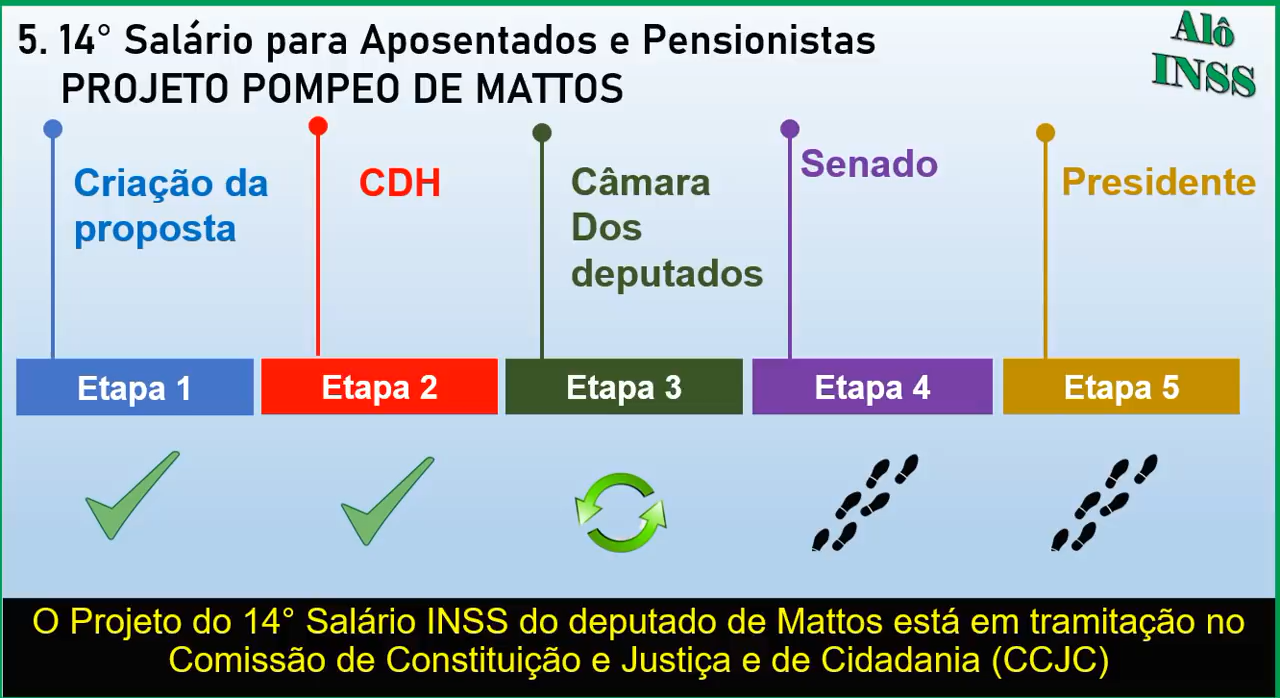 5. 14° Salário para Aposentados e Pensionistas
PROJETO POMPEO DE MATTOS
Alô
INSS
Criação da
proposta
CDH
Câmara
Dos
deputados
Senado
Presidente
Etapa 1
Etapa 2
Etapa 3
Etapa 4
Etapa 5
O Projeto do 14° Salário INSS do deputado de Mattos está em tramitação no
Comissão de Constituição e Justiça e de Cidadania (CCJC)